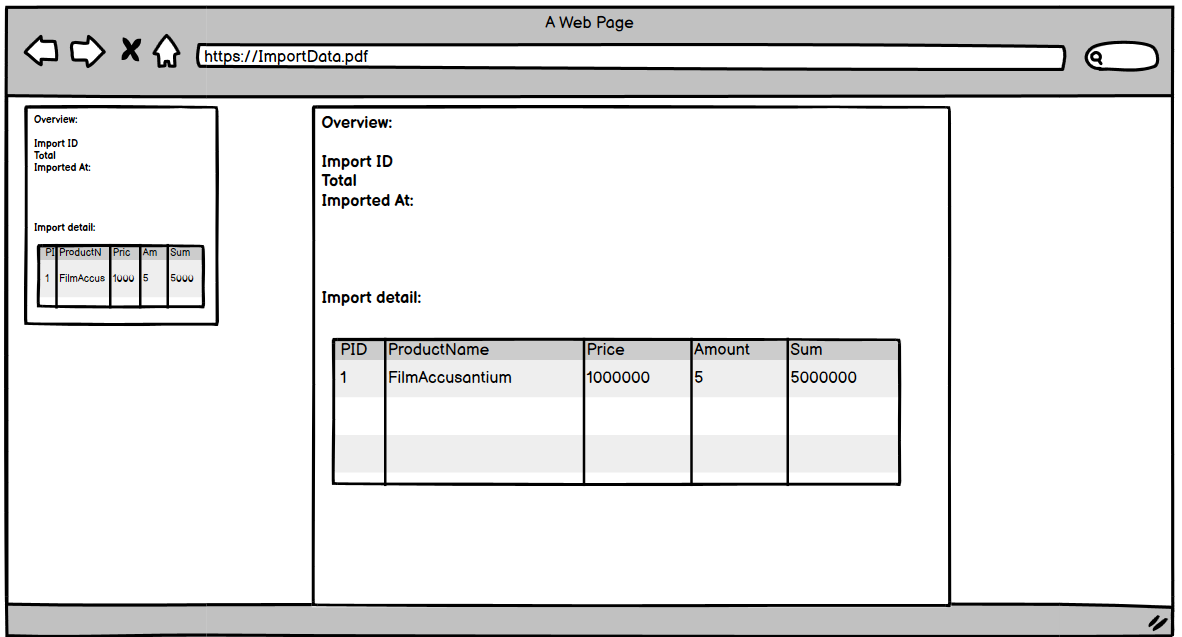 A Web Page
https://ImportData.pdf
Overview:
Import ID
Total
Imported At:
Import detail:
PI ProductN Pric Am Sum
1 FilmAccus 1000 5 5000
Overview:
Import ID
Total
Imported At:
Import detail:
PID ProductName Price Amount Sum
1 FilmAccusantium 1000000 5 5000000